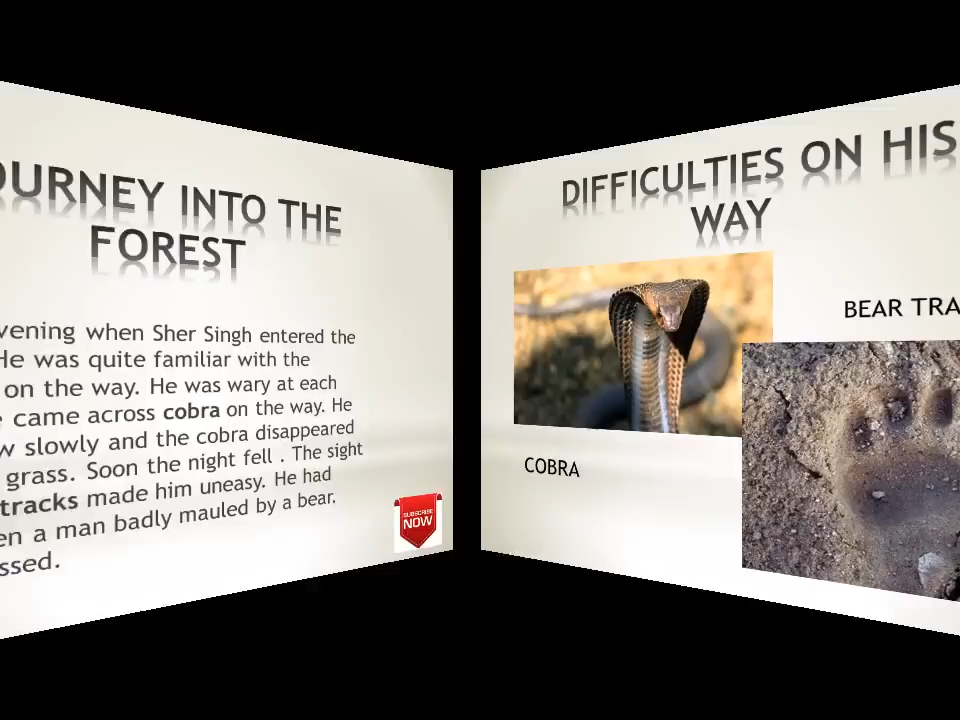 OURNEY INTO THE
FOREST
vening when Sher Singh entered the
He was quite familiar with the
on the way. He was wary at each
came across cobra on the way. He
w slowly and the cobra disappeared
grass. Soon the night fell . The sight
tracks made him uneasy. He had
en a man badly mauled by a bear.
ssed.
SUBSCRIBE
NOW
DIFFICULTIES ON HIS
WAY
BEAR TRA
COBRA